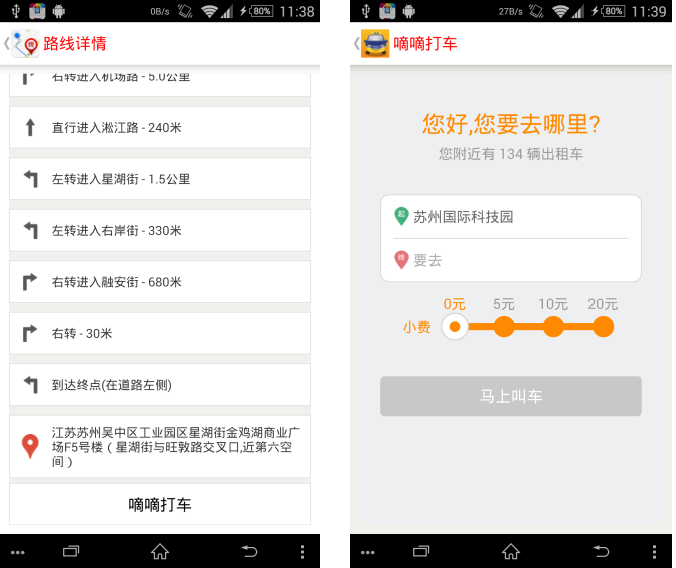 0B/s 80% 11:38
路线详情
右转进入机场路 - 5.0公里
直行进入淞江路 - 240米
左转进入星湖街 - 1.5公里
左转进入右岸街 - 330米
右转进入融安街 - 680米
右转 - 30米
到达终点(在道路左侧)
江苏苏州吴中区工业园区星湖街金鸡湖商业广
场F5号楼（星湖街与旺敦路交叉口,近第六空
间）
嘀嘀打车
27B/s 80% 11:39
嘀嘀打车
您好,您要去哪里?
您附近有 134 辆出租车
起 苏州国际科技园
终 要去
0元 5元 10元 20元
小费
马上叫车